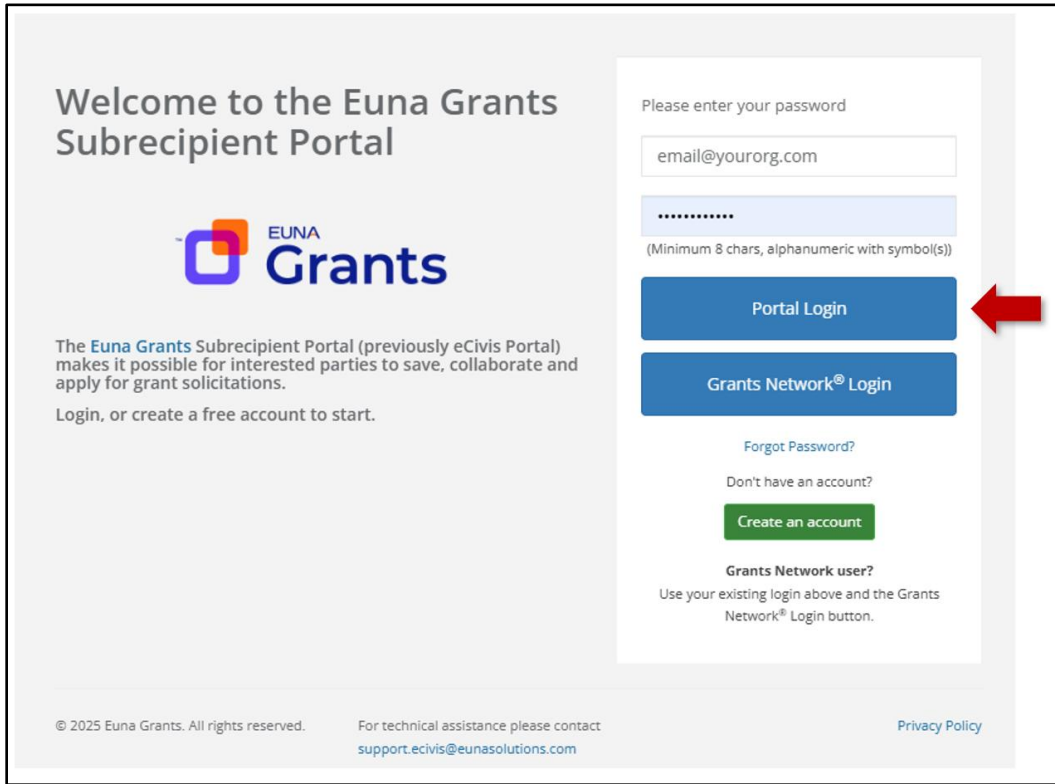 Welcome to the Euna Grants
Subrecipient Portal
™
EUNA
Grants
The Euna Grants Subrecipient Portal (previously eCivis Portal)
makes it possible for interested parties to save, collaborate and
apply for grant solicitations.
Login, or create a free account to start.
Please enter your password
email@yourorg.com
••••••••••••
(Minimum 8 chars, alphanumeric with symbol(s))
Portal Login
Grants Network® Login
Forgot Password?
Don't have an account?
Create an account
Grants Network user?
Use your existing login above and the Grants
Network® Login button.
© 2025 Euna Grants. All rights reserved.
For technical assistance please contact
support.ecivis@eunasolutions.com
Privacy Policy